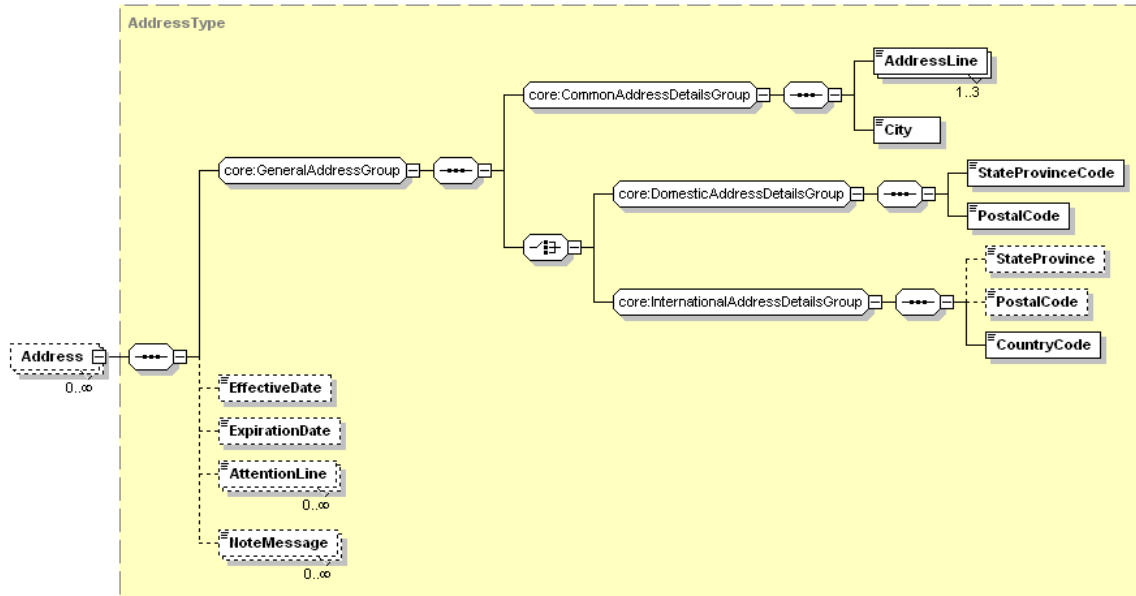 AddressType
AddressLine
1..3
core:CommonAddressDetailsGroup
City
core:GeneralAddressGroup
StateProvinceCode
core:DomesticAddressDetailsGroup
PostalCode
StateProvince
core:InternationalAddressDetailsGroup
PostalCode
CountryCode
Address
0..∞
EffectiveDate
ExpirationDate
AttentionLine
0..∞
NoteMessage
0..∞